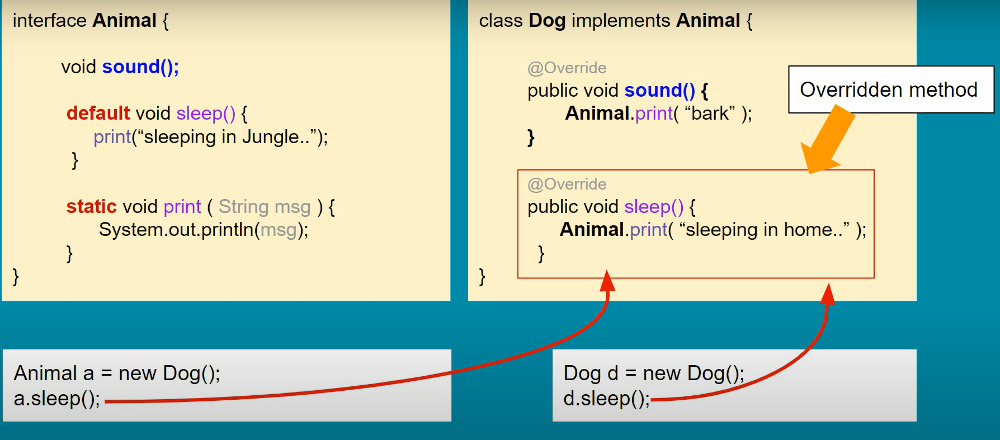 interface Animal {
void sound();
default void sleep() {
print(“sleeping in Jungle..”);
}
static void print ( String msg ) {
System.out.println(msg);
}
}
class Dog implements Animal {
@Override
public void sound() {
Animal.print( “bark” );
}
@Override
public void sleep() {
Animal.print( “sleeping in home..” );
}
}
Overridden method
Animal a = new Dog();
a.sleep();
Dog d = new Dog();
d.sleep();